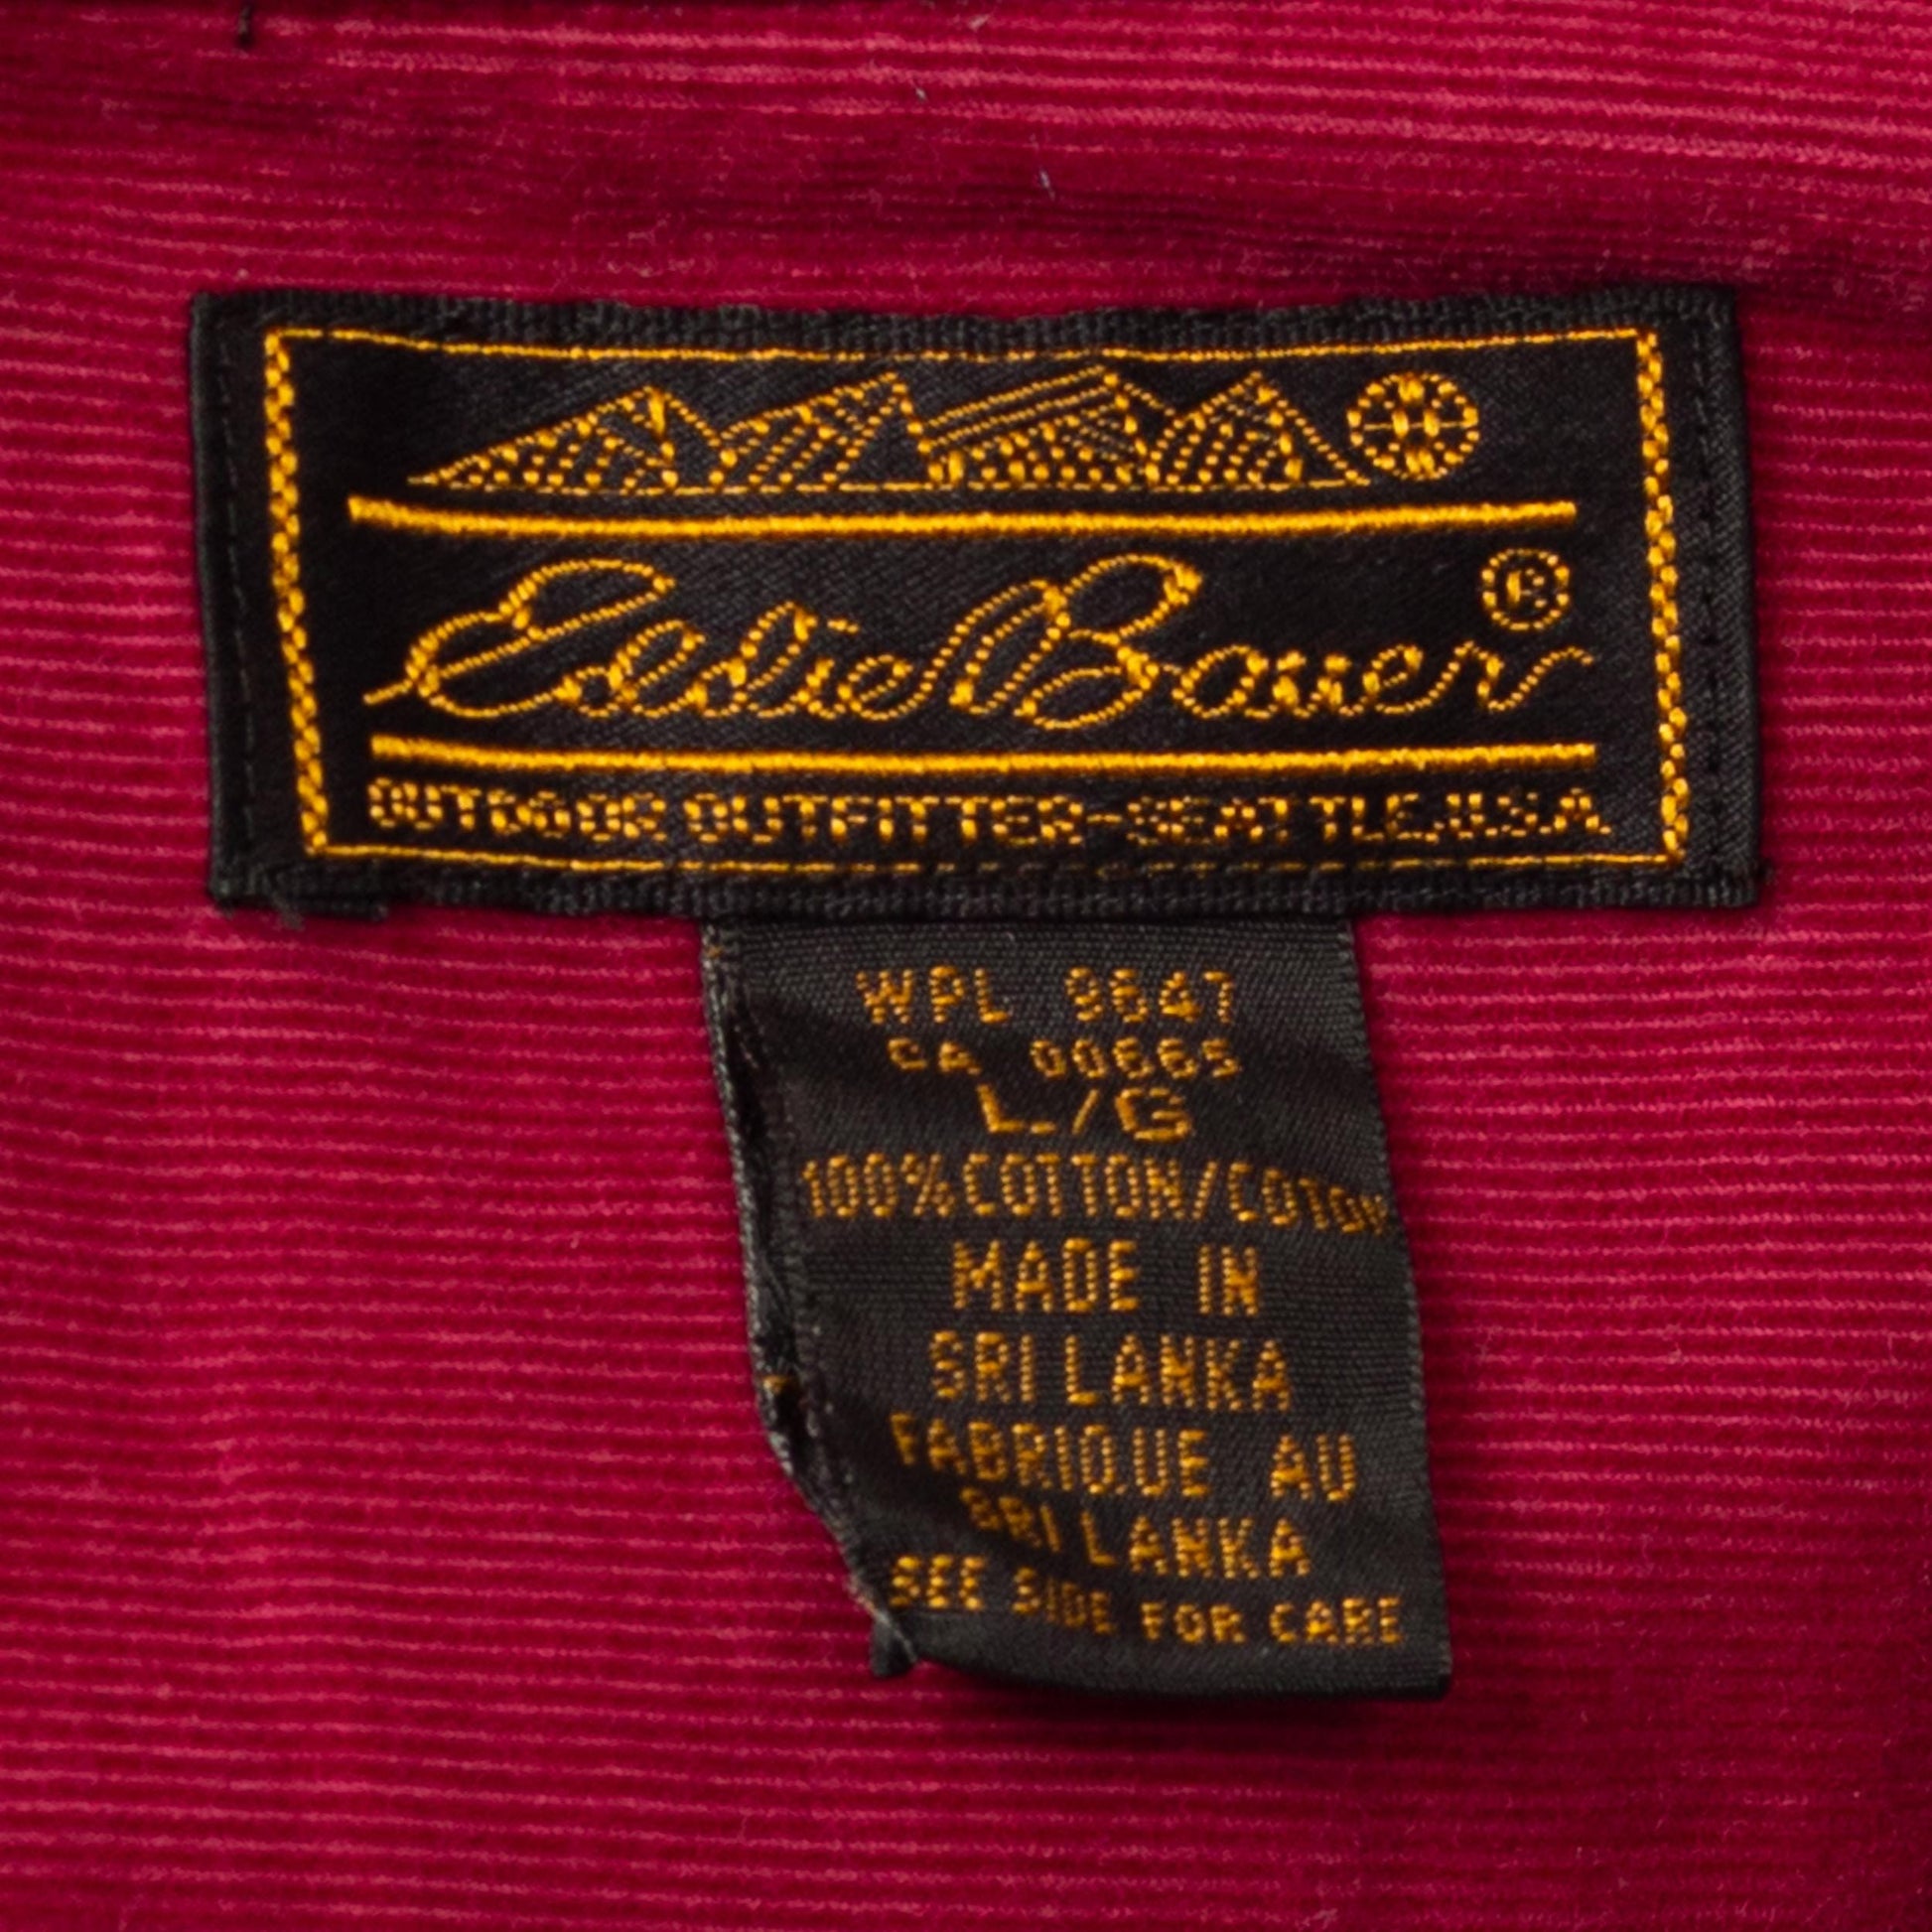 Eddie Bauer®
OUTDOOR OUTFITTER-SEATTLE,U.S.A.
WPL 9647
CA 00665
L/G
100%COTTON/COTON
MADE IN
SRI LANKA
FABRIQUE AU
SRI LANKA
SEE SIDE FOR CARE